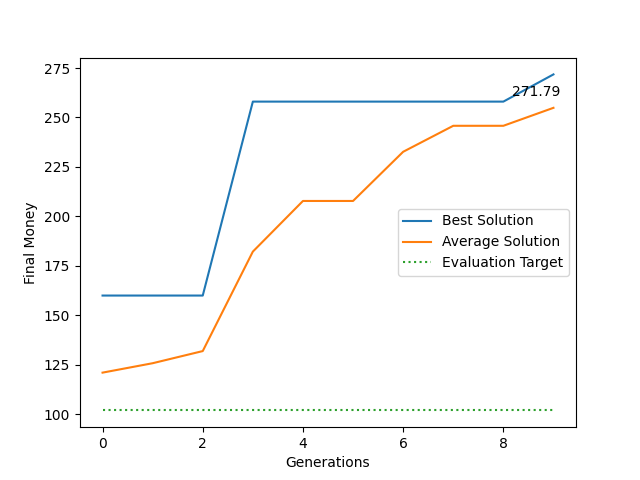 275
250
225
200
175
150
125
100
Final Money
271.79
Best Solution
Average Solution
Evaluation Target
0 2 4 6 8
Generations